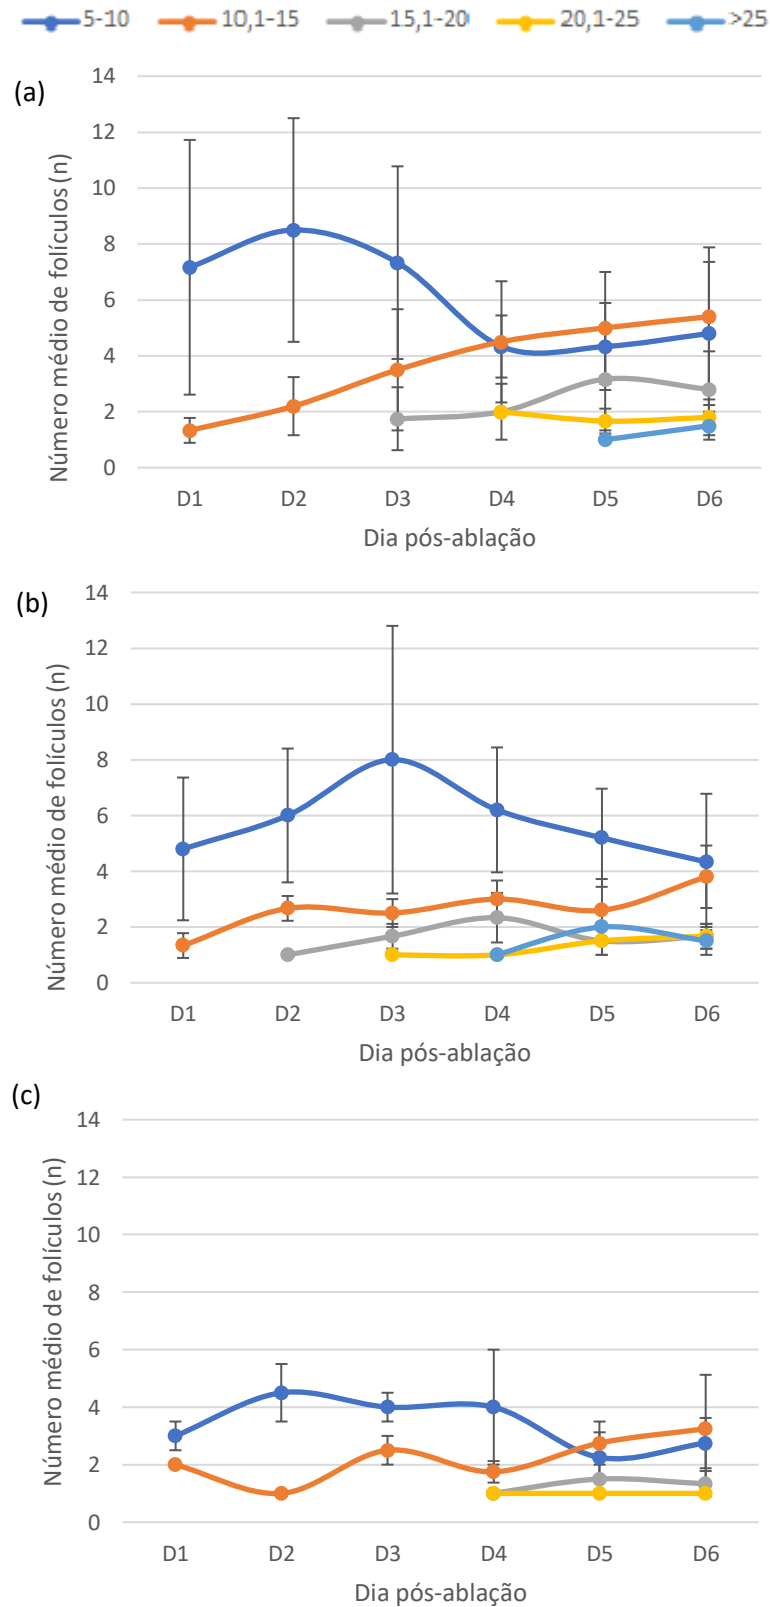 5-10 10,1-15 15,1-20 20,1-25 >25
(a)
Número médio de folículos (n)
14
12
10
8
6
4
2
0
D1 D2 D3 D4 D5 D6
Dia pós-ablação
(b)
Número médio de folículos (n)
14
12
10
8
6
4
2
0
D1 D2 D3 D4 D5 D6
Dia pós-ablação
(c)
Número médio de folículos (n)
14
12
10
8
6
4
2
0
D1 D2 D3 D4 D5 D6
Dia pós-ablação